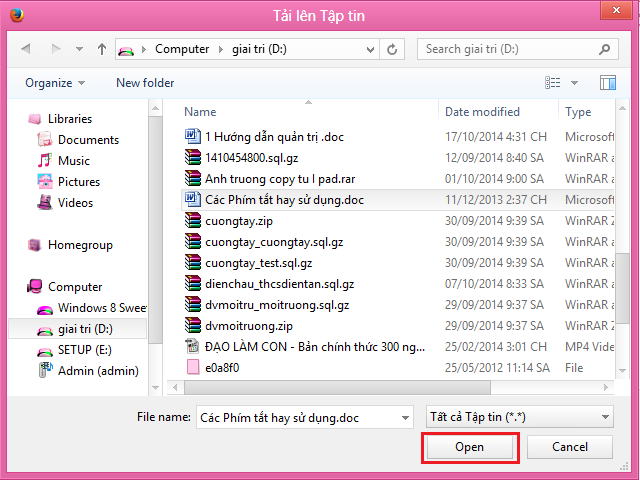 Tải lên Tập tin
Computer giai tri (D:) Search giai tri (D:)
Organize New folder
Name Date modified Type
Libraries
Documents
Music
Pictures
Videos
Homegroup
Computer
Windows 8 Swee
giai tri (D:)
SETUP (E:)
Admin (admin)
1 Hướng dẫn quản trị .doc 17/10/2014 4:31 CH Microsof
1410454800.sql.gz 12/09/2014 8:40 SA WinRAR a
Anh truong copy tu I pad.rar 01/10/2014 9:00 SA WinRAR a
Các Phím tắt hay sử dụng.doc 11/12/2013 2:37 CH Microsof
cuongtay.zip 30/09/2014 9:39 SA WinRAR Z
cuongtay_cuongtay.sql.gz 30/09/2014 9:39 SA WinRAR a
cuongtay_test.sql.gz 30/09/2014 9:39 SA WinRAR a
dienchau_thcsdientan.sql.gz 07/10/2014 8:33 SA WinRAR a
dvmoitru_moitruong.sql.gz 29/09/2014 9:37 SA WinRAR a
dvmoitruong.zip 29/09/2014 9:37 SA WinRAR Z
ĐẠO LÀM CON - Bản chính thức 300 ng... 25/02/2014 3:01 CH MP4 Vide
e0a8f0 25/05/2012 11:14 SA File
File name: Các Phím tắt hay sử dụng.doc Tất cả Tập tin (*.*)
Open Cancel